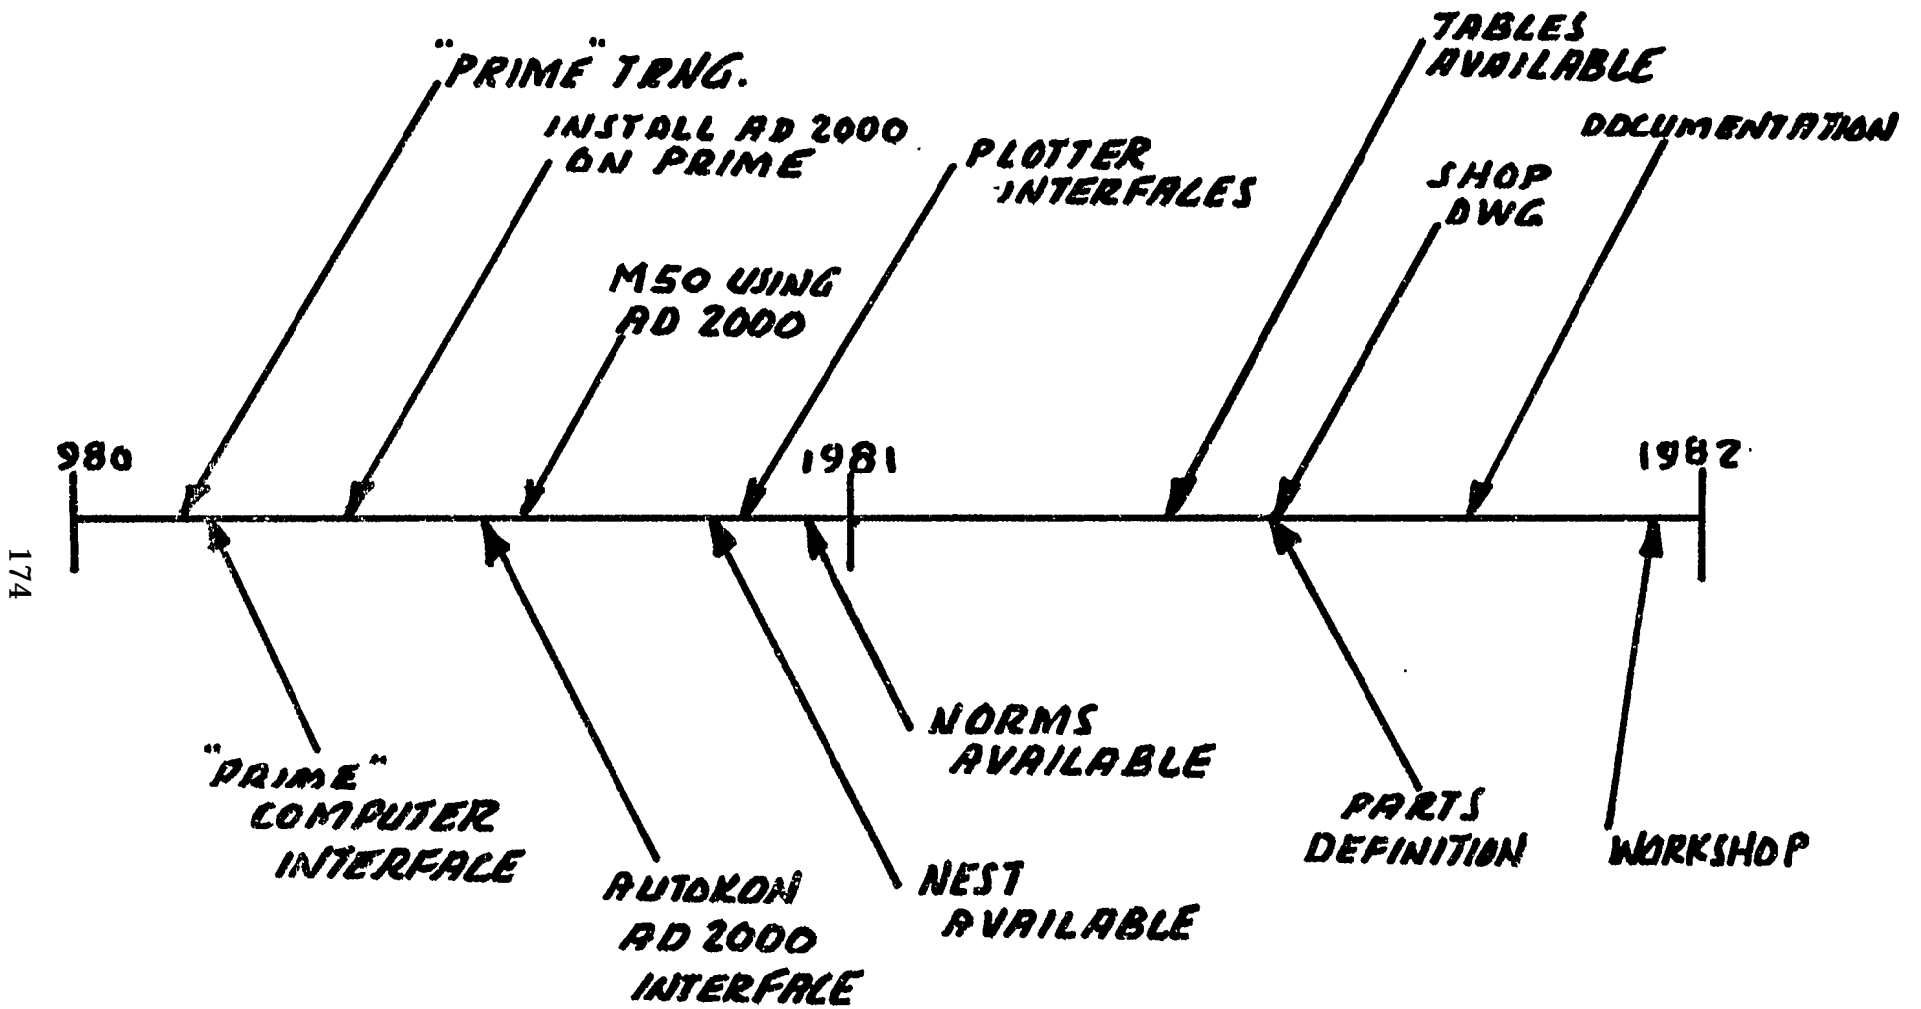 "PRIME" TRNG.
INSTALL AD 2000
ON PRIME
M50 USING
AD 2000
PLOTTER
INTERFACES
TABLES
AVAILABLE
SHOP
DWG
DOCUMENTATION
980
1981
1982
174
"PRIME"
COMPUTER
INTERFACE
AUTOKON
AD 2000
INTERFACE
NEST
AVAILABLE
NORMS
AVAILABLE
PARTS
DEFINITION
WORKSHOP